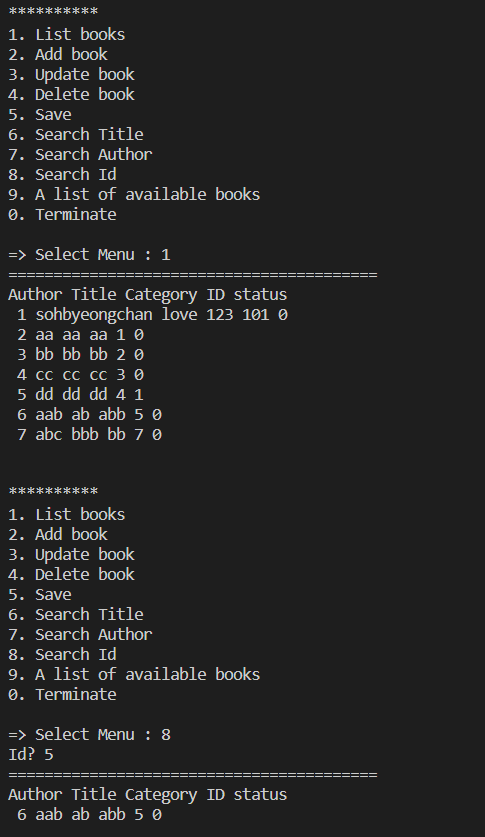 **********
1. List books
2. Add book
3. Update book
4. Delete book
5. Save
6. Search Title
7. Search Author
8. Search Id
9. A list of available books
0. Terminate
=> Select Menu : 1
=========================================
Author Title Category ID status
1 sohbyeongchan love 123 101 0
2 aa aa aa 1 0
3 bb bb bb 2 0
4 cc cc cc 3 0
5 dd dd dd 4 1
6 aab ab abb 5 0
7 abc bbb bb 7 0
**********
1. List books
2. Add book
3. Update book
4. Delete book
5. Save
6. Search Title
7. Search Author
8. Search Id
9. A list of available books
0. Terminate
=> Select Menu : 8
Id? 5
=========================================
Author Title Category ID status
6 aab ab abb 5 0